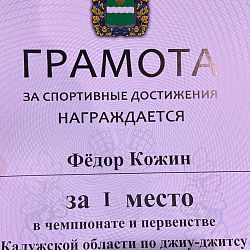 ГРАМОТА
ЗА СПОРТИВНЫЕ ДОСТИЖЕНИЯ
НАГРАЖДАЕТСЯ
Фёдор Кожин
за I место
в чемпионате и первенстве
Калужской области по джиу-джитсу